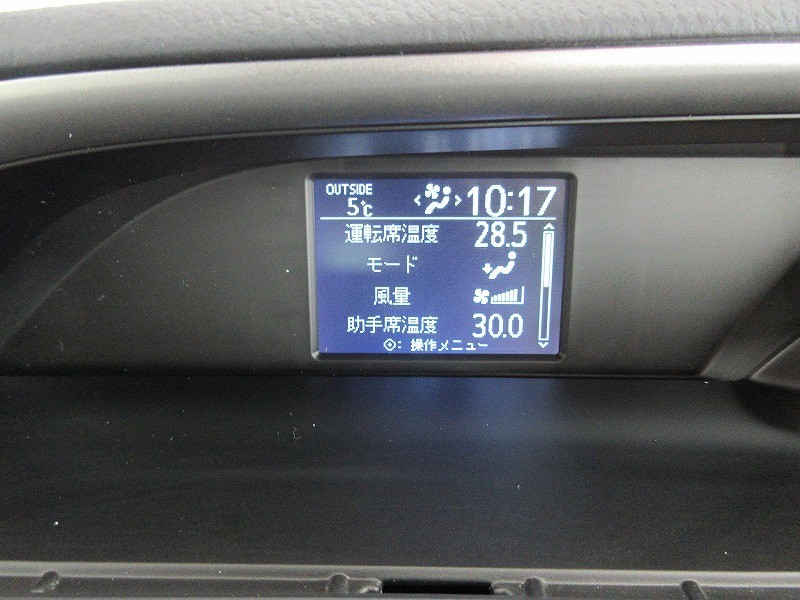 OUTSIDE
5℃
10:17
運転席温度 28.5
モード
風量
助手席温度 30.0
: 操作メニュー